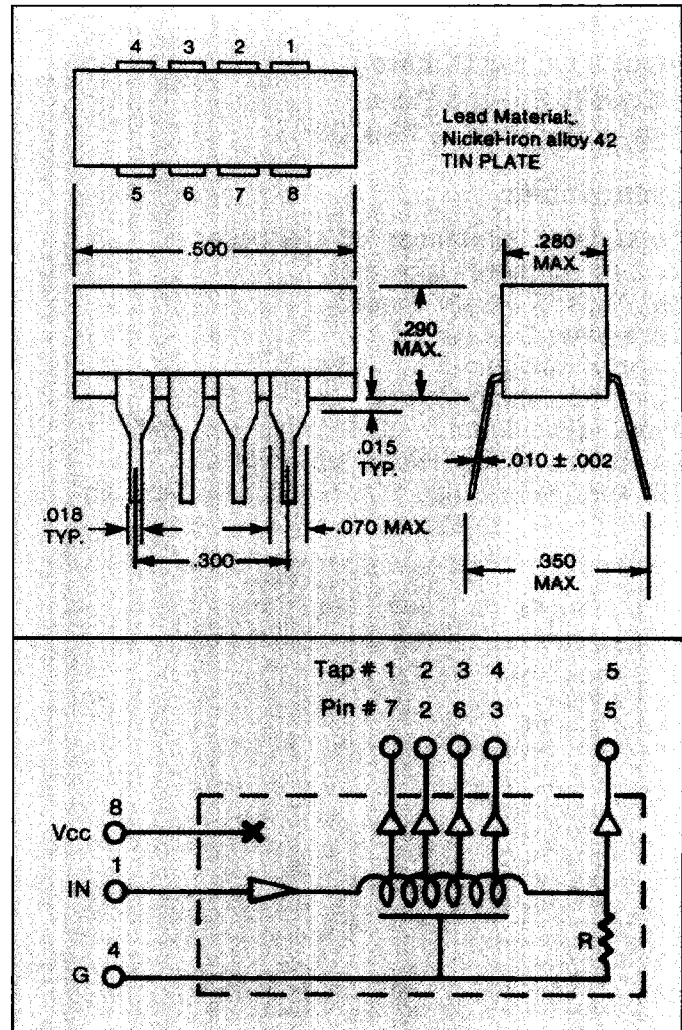 4 3 2 1
Lead Material:
Nickel-iron alloy 42
TIN PLATE
5 6 7 8
.500
.280
MAX.
.290
MAX.
.015
TYP.
.010 ± .002
.018
TYP.
.070 MAX.
.300
.350
MAX.
Tap # 1 2 3 4 5
Pin # 7 2 6 3 5
8
Vcc
1
IN
R
4
G